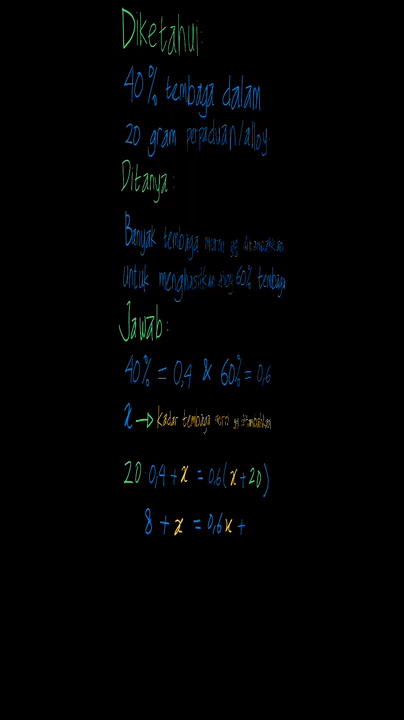 Diketahui:
40% tembaga dalam
20 gram perpaduan/alloy
Ditanya:
Banyak tembaga murni yg ditambahkan
untuk menghasilkan alloy 60% tembaga
Jawab:
40% = 0,4 & 60% = 0,6
x → Kadar tembaga murni yg ditambahkan
20·0,4 + x = 0,6(x + 20)
8 + x = 0,6x +